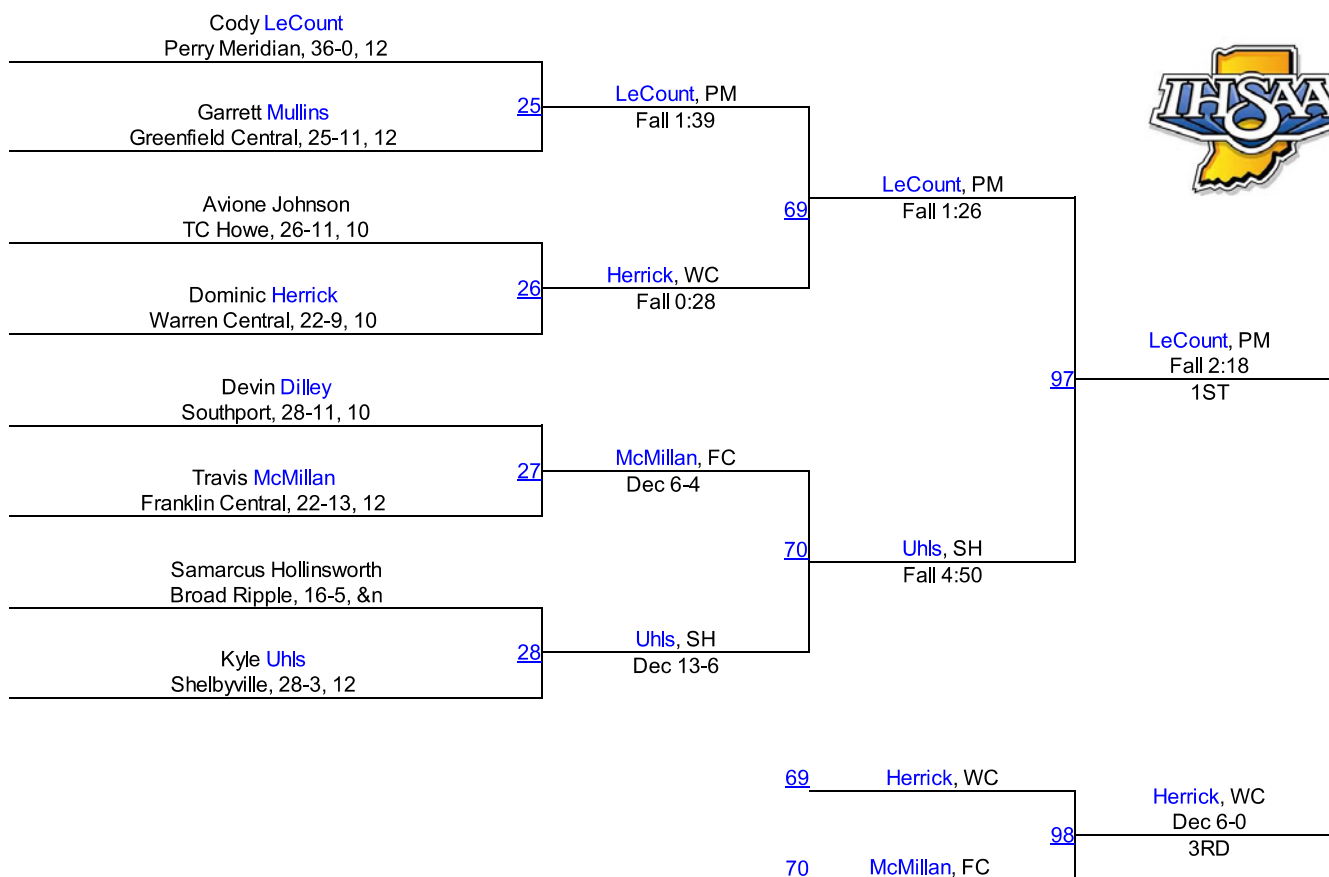 Cody LeCount
Perry Meridian, 36-0, 12
Garrett Mullins
Greenfield Central, 25-11, 12
25
LeCount, PM
Fall 1:39
Avione Johnson
TC Howe, 26-11, 10
Dominic Herrick
Warren Central, 22-9, 10
26
Herrick, WC
Fall 0:28
69
LeCount, PM
Fall 1:26
Devin Dilley
Southport, 28-11, 10
Travis McMillan
Franklin Central, 22-13, 12
27
McMillan, FC
Dec 6-4
Samarcus Hollinsworth
Broad Ripple, 16-5, &n
Kyle Uhls
Shelbyville, 28-3, 12
28
Uhls, SH
Dec 13-6
70
Uhls, SH
Fall 4:50
97
LeCount, PM
Fall 2:18
1ST
IHSAA
69
Herrick, WC
70
McMillan, FC
98
Herrick, WC
Dec 6-0
3RD